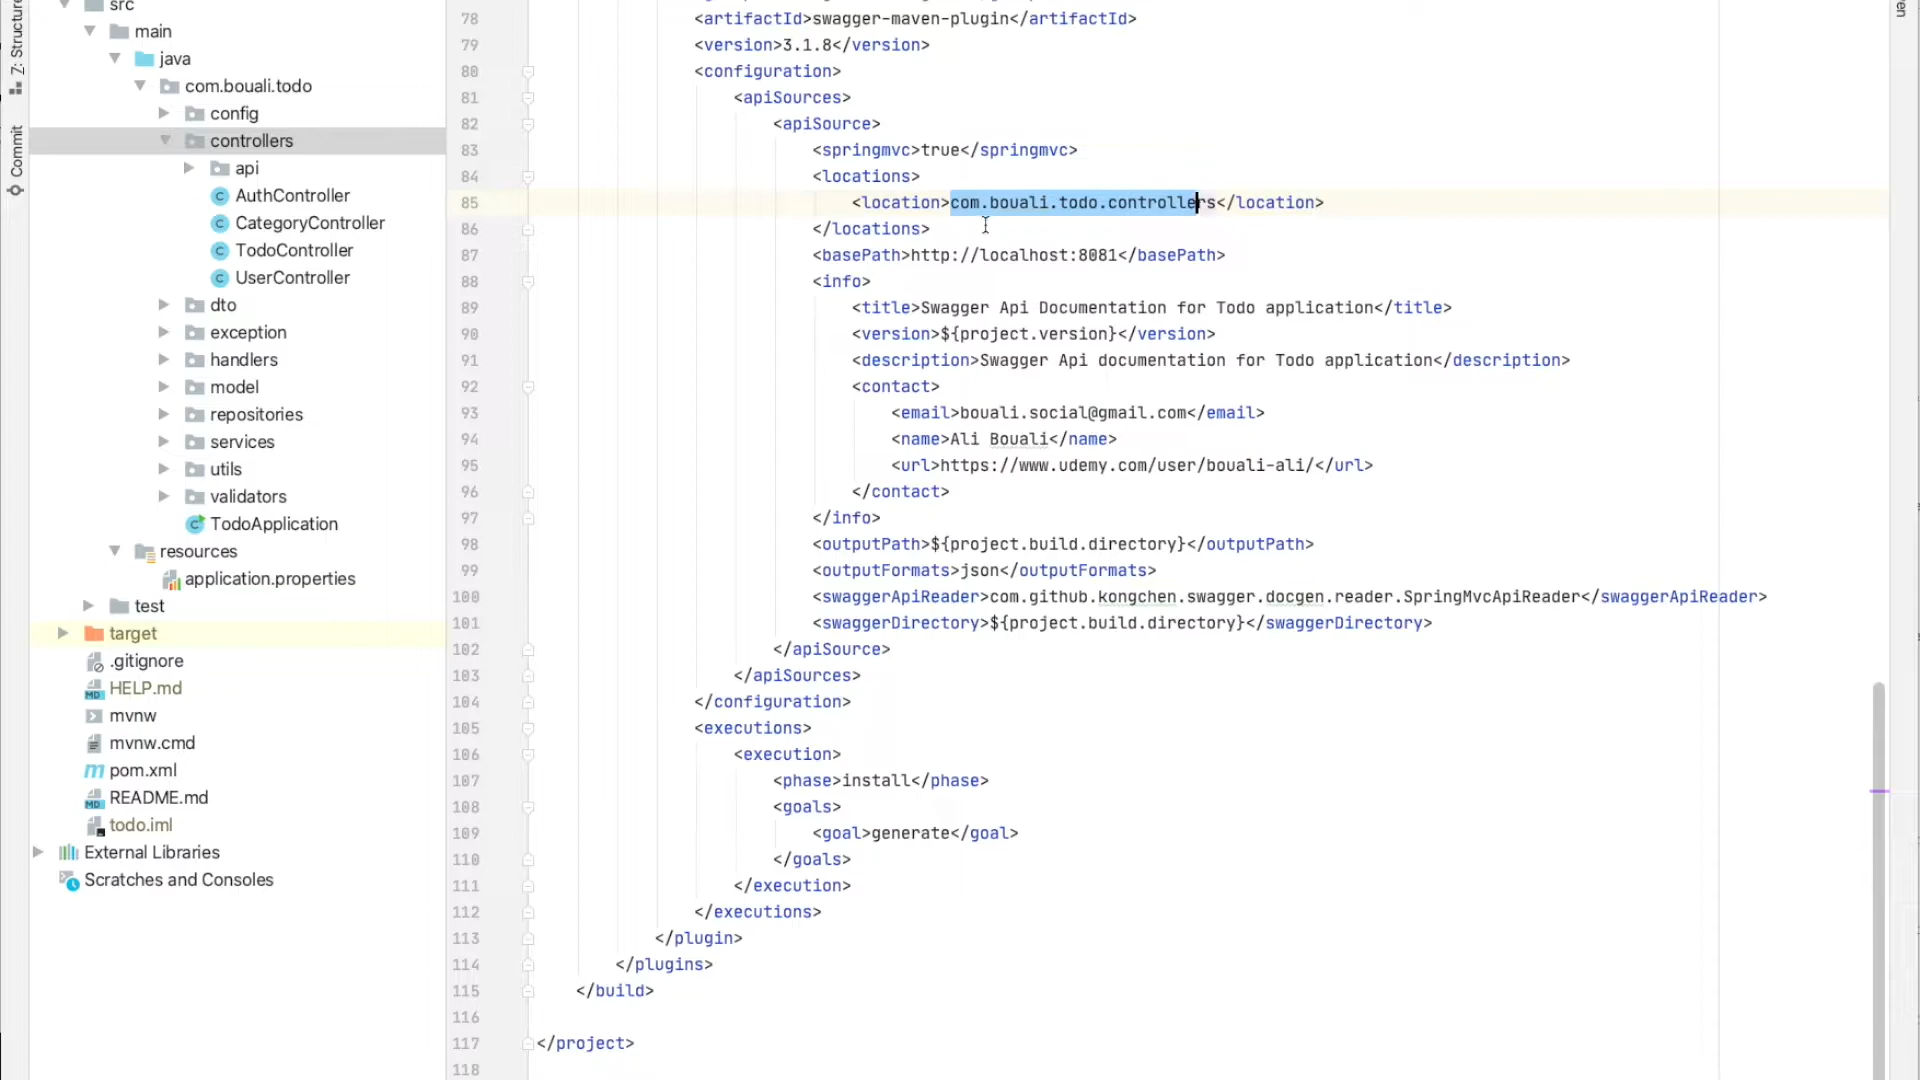 Z: Structure
Commit
src
main
java
com.bouali.todo
config
controllers
api
AuthController
CategoryController
TodoController
UserController
dto
exception
handlers
model
repositories
services
utils
validators
TodoApplication
resources
application.properties
test
target
.gitignore
HELP.md
mvnw
mvnw.cmd
pom.xml
README.md
todo.iml
External Libraries
Scratches and Consoles
78 <artifactId>swagger-maven-plugin</artifactId>
79 <version>3.1.8</version>
80 <configuration>
81 <apiSources>
82 <apiSource>
83 <springmvc>true</springmvc>
84 <locations>
85 <location>com.bouali.todo.controllers</location>
86 </locations>
87 <basePath>http://localhost:8081</basePath>
88 <info>
89 <title>Swagger Api Documentation for Todo application</title>
90 <version>${project.version}</version>
91 <description>Swagger Api documentation for Todo application</description>
92 <contact>
93 <email>bouali.social@gmail.com</email>
94 <name>Ali Bouali</name>
95 <url>https://www.udemy.com/user/bouali-ali/</url>
96 </contact>
97 </info>
98 <outputPath>${project.build.directory}</outputPath>
99 <outputFormats>json</outputFormats>
100 <swaggerApiReader>com.github.kongchen.swagger.docgen.reader.SpringMvcApiReader</swaggerApiReader>
101 <swaggerDirectory>${project.build.directory}</swaggerDirectory>
102 </apiSource>
103 </apiSources>
104 </configuration>
105 <executions>
106 <execution>
107 <phase>install</phase>
108 <goals>
109 <goal>generate</goal>
110 </goals>
111 </execution>
112 </executions>
113 </plugin>
114 </plugins>
115 </build>
116
117 </project>
118